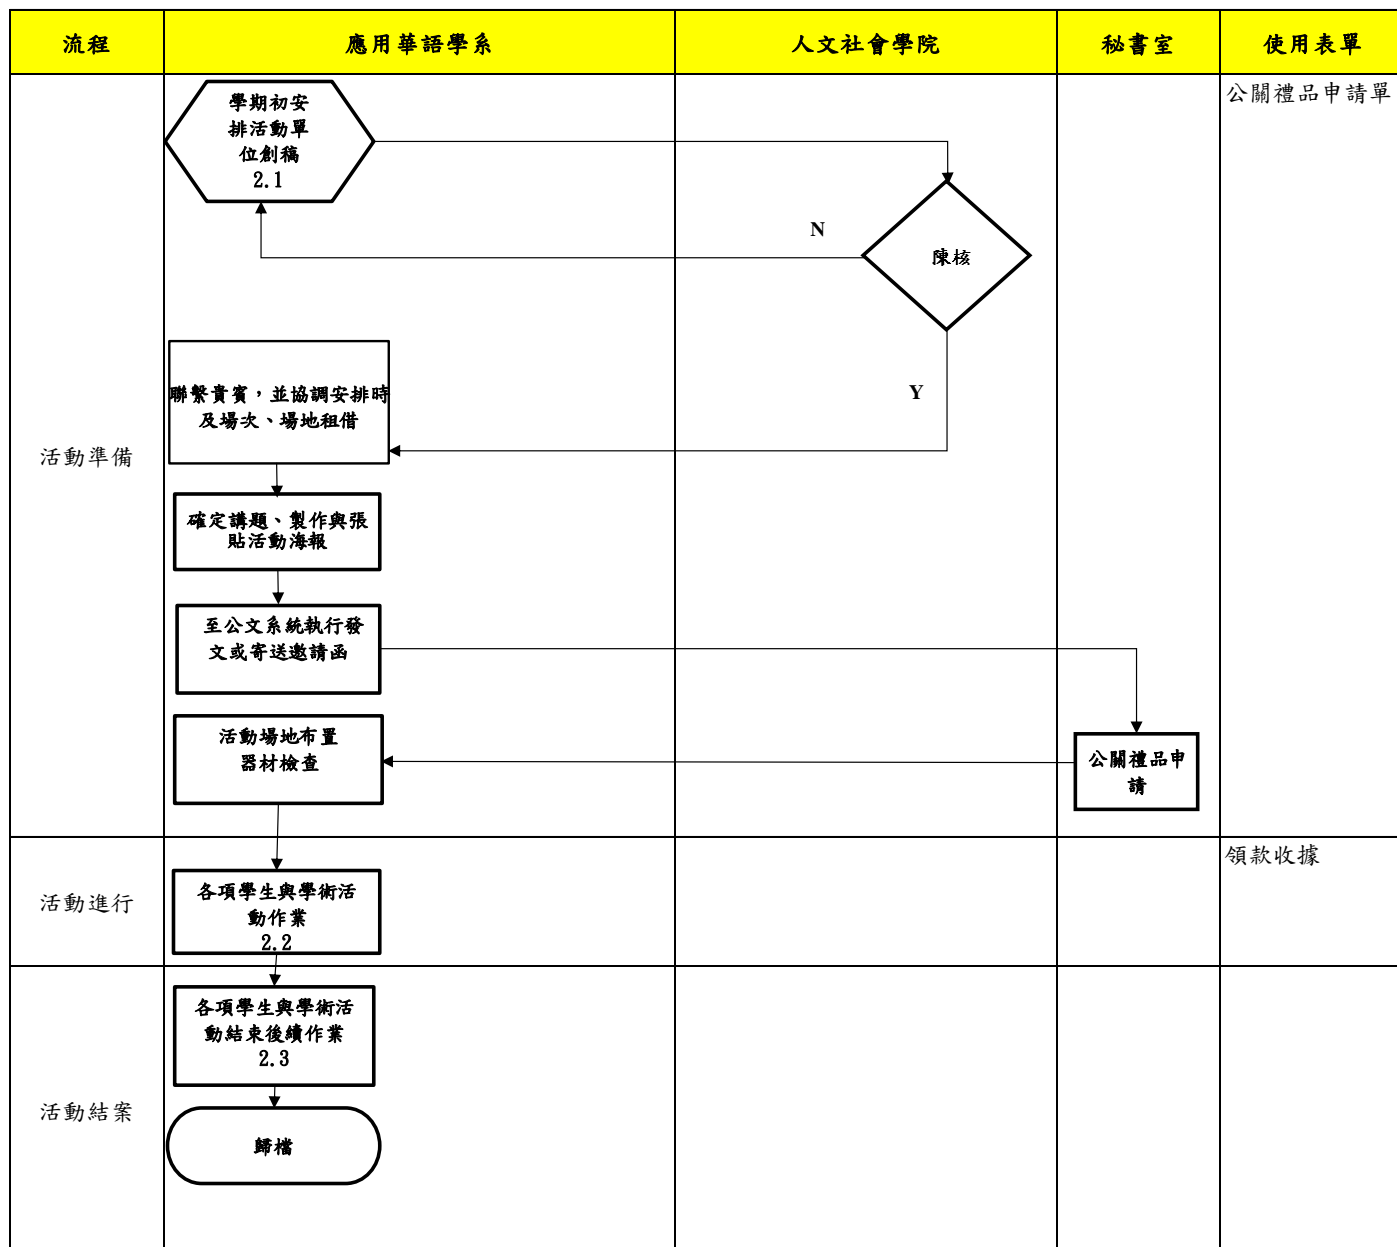 流程
應用華語學系
人文社會學院
秘書室
使用表單
學期初安
排活動單
位創稿
2.1
公關禮品申請單
N
陳核
聯繫貴賓，並協調安排時
及場次、場地租借
Y
活動準備
確定講題、製作與張
貼活動海報
至公文系統執行發
文或寄送邀請函
活動場地布置
器材檢查
公關禮品申
請
領款收據
活動進行
各項學生與學術活
動作業
2.2
各項學生與學術活
動結束後續作業
2.3
活動結案
歸檔